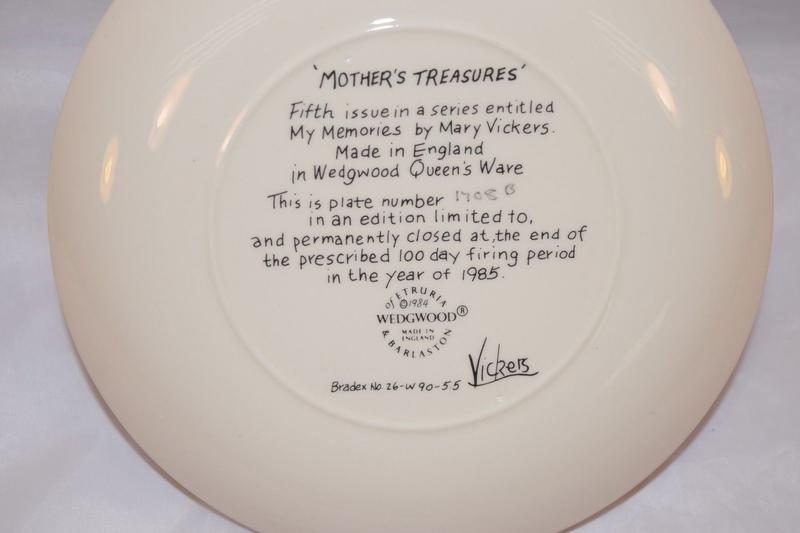 'MOTHER'S TREASURES'
Fifth issue in a series entitled
My Memories by Mary Vickers.
Made in England
in Wedgwood Queen's Ware
This is plate number 1708 B
in an edition limited to,
and permanently closed at, the end of
the prescribed 100 day firing period
in the year of 1985.
of ETRURIA
©1984
WEDGWOOD®
MADE IN
ENGLAND
& BARLASTON
Vickers
Bradex No. 26-W90-5.5